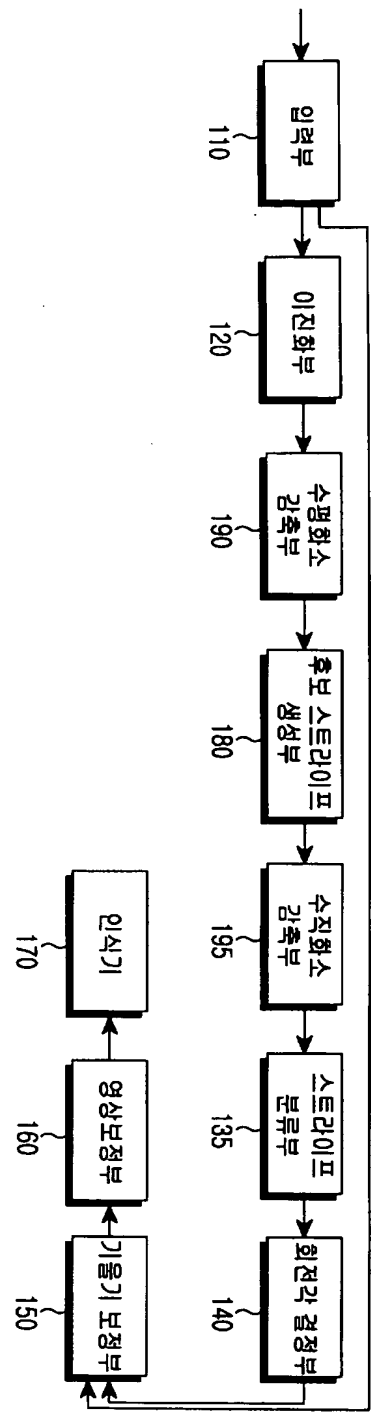 입력부
110
이진화부
120
수평화소
감축부
190
후보 스트라이프
생성부
180
수직화소
감축부
195
스트라이프
분류부
135
회전각 결정부
140
기울기 보정부
150
영상보정부
160
인식기
170